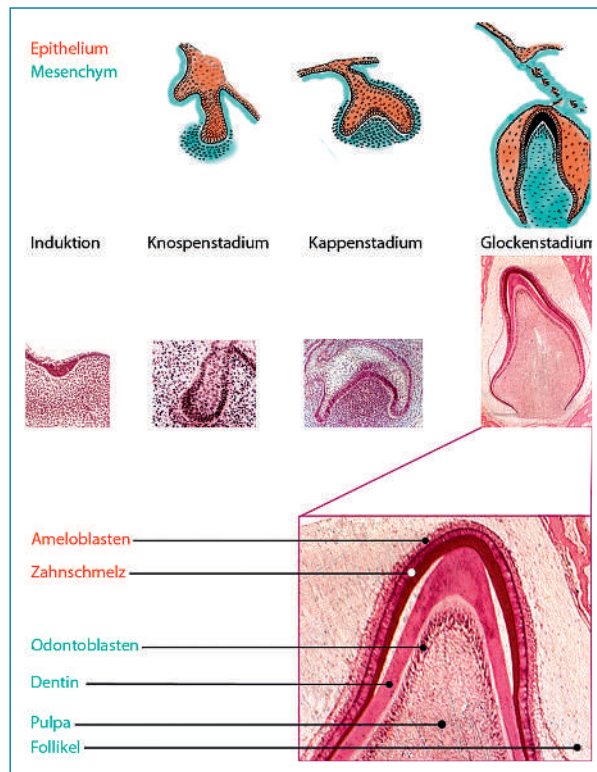 Epithelium
Mesenchym
Induktion
Knospenstadium
Kappenstadium
Glockenstadium
Ameloblasten
Zahnschmelz
Odontoblasten
Dentin
Pulpa
Follikel